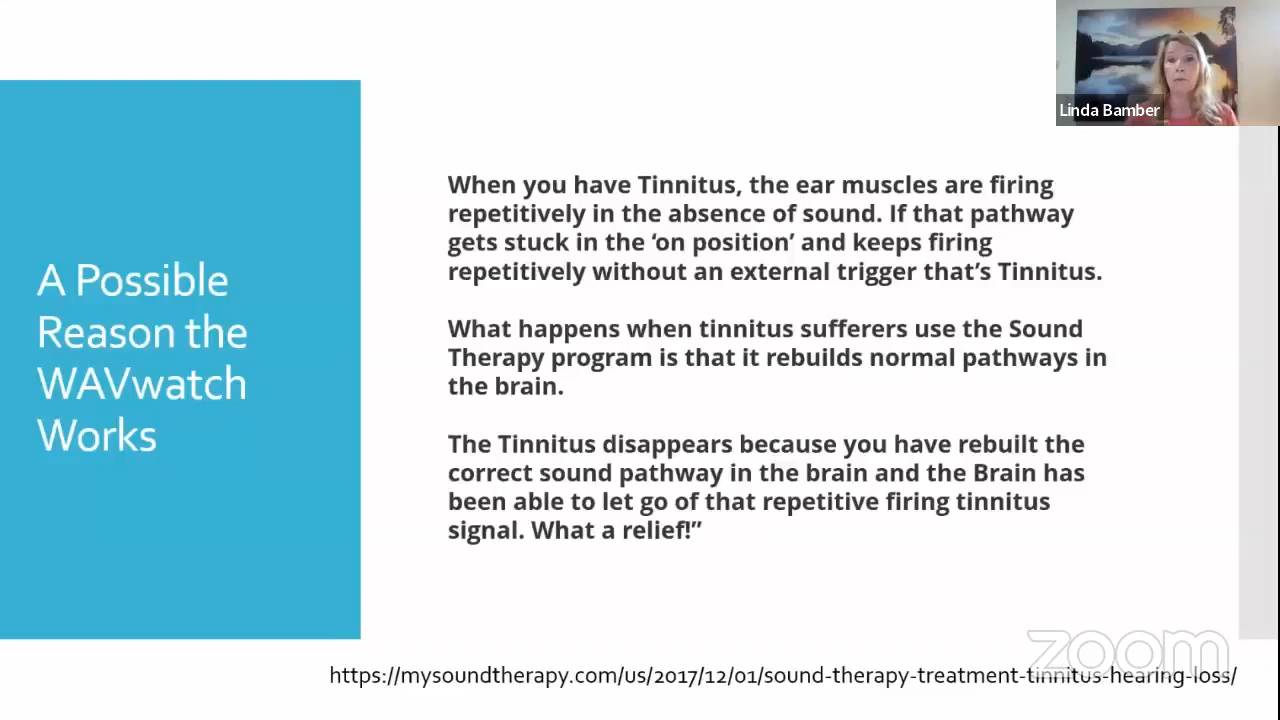 Linda Bamber
A Possible
Reason the
WAVwatch
Works
When you have Tinnitus, the ear muscles are firing
repetitively in the absence of sound. If that pathway
gets stuck in the ‘on position’ and keeps firing
repetitively without an external trigger that’s Tinnitus.
What happens when tinnitus sufferers use the Sound
Therapy program is that it rebuilds normal pathways in
the brain.
The Tinnitus disappears because you have rebuilt the
correct sound pathway in the brain and the Brain has
been able to let go of that repetitive firing tinnitus
signal. What a relief!”
zoom
https://mysoundtherapy.com/us/2017/12/01/sound-therapy-treatment-tinnitus-hearing-loss/